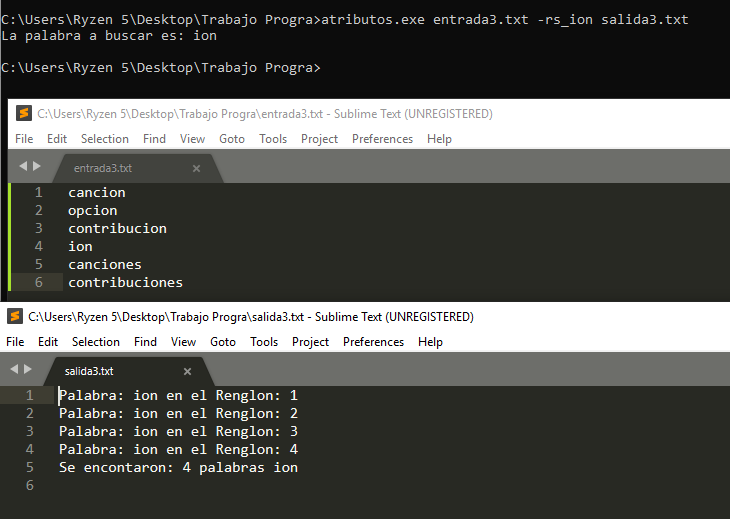 C:\Users\Ryzen 5\Desktop\Trabajo Progra>atributos.exe entrada3.txt -rs_ion salida3.txt
La palabra a buscar es: ion
C:\Users\Ryzen 5\Desktop\Trabajo Progra>
C:\Users\Ryzen 5\Desktop\Trabajo Progra\entrada3.txt - Sublime Text (UNREGISTERED)
File Edit Selection Find View Goto Tools Project Preferences Help
entrada3.txt ×
1 cancion
2 opcion
3 contribucion
4 ion
5 canciones
6 contribuciones
C:\Users\Ryzen 5\Desktop\Trabajo Progra\salida3.txt - Sublime Text (UNREGISTERED)
File Edit Selection Find View Goto Tools Project Preferences Help
salida3.txt ×
1 Palabra: ion en el Renglon: 1
2 Palabra: ion en el Renglon: 2
3 Palabra: ion en el Renglon: 3
4 Palabra: ion en el Renglon: 4
5 Se encontaron: 4 palabras ion
6